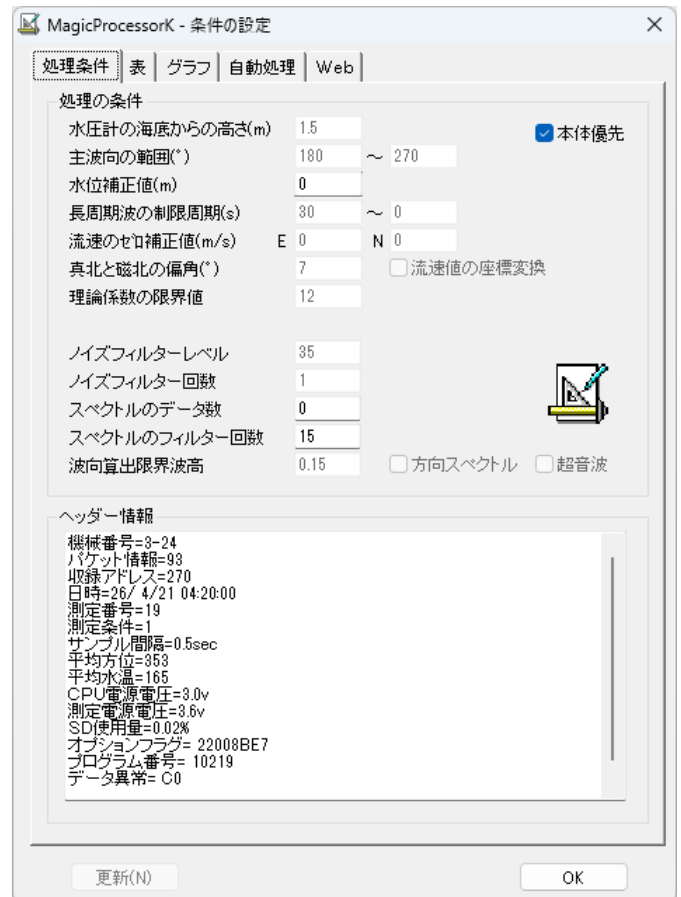 MagicProcessorK - 条件の設定
処理条件 表 グラフ 自動処理 Web
処理の条件
水圧計の海底からの高さ(m) 1.5 本体優先
主波向の範囲(°) 180 ～ 270
水位補正値(m) 0
長周期波の制限周期(s) 30 ～ 0
流速のゼロ補正値(m/s) E 0 N 0
真北と磁北の偏角(°) 7 流速値の座標変換
理論係数の限界値 12
ノイズフィルターレベル 35
ノイズフィルター回数 1
スペクトルのデータ数 0
スペクトルのフィルター回数 15
波向算出限界波高 0.15 方向スペクトル 超音波
ヘッダー情報
機械番号=3-24
パケット情報=93
収録アドレス=270
日時=26/ 4/21 04:20:00
測定番号=19
測定条件=1
サンプル間隔=0.5sec
平均方位=353
平均水温=165
CPU電源電圧=3.0v
測定電源電圧=3.6v
SD使用量=0.02%
オプションフラグ= 22008BE7
プログラム番号= 10219
データ異常= C0
更新(N) OK